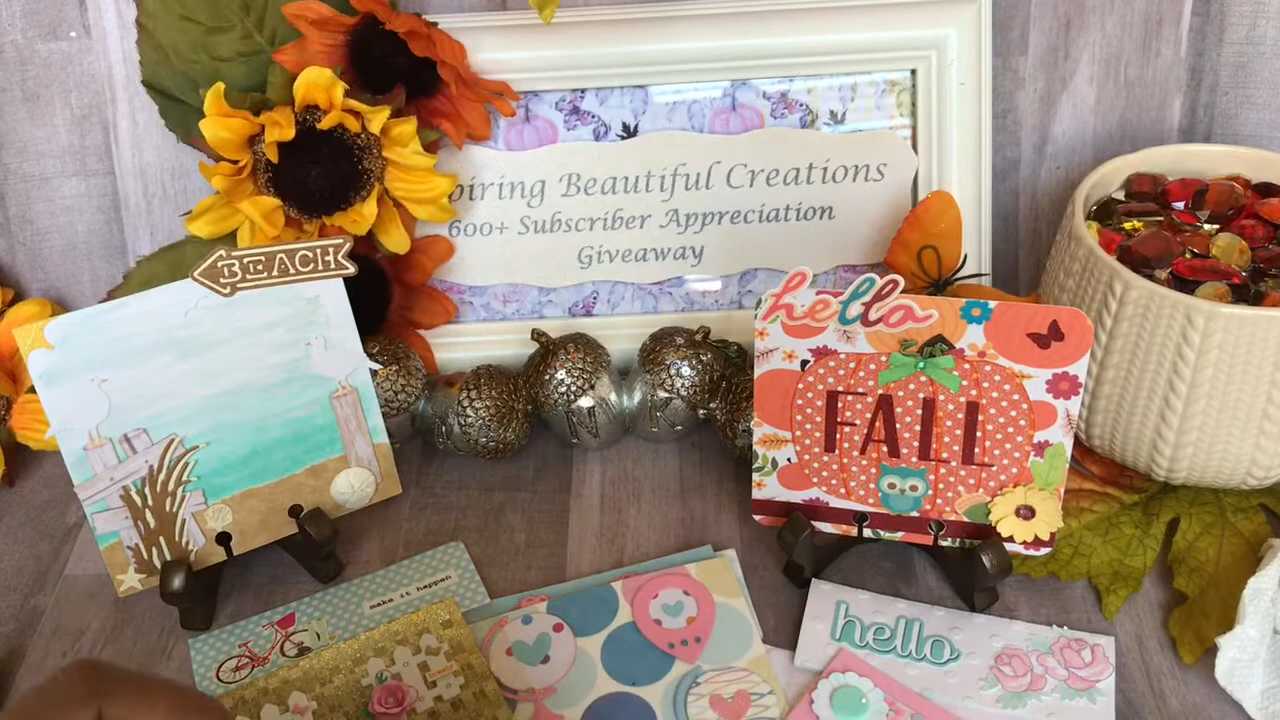 piring Beautiful Creations
600+ Subscriber Appreciation
Giveaway
BEACH
hello
N K
FALL
make it happen
hello